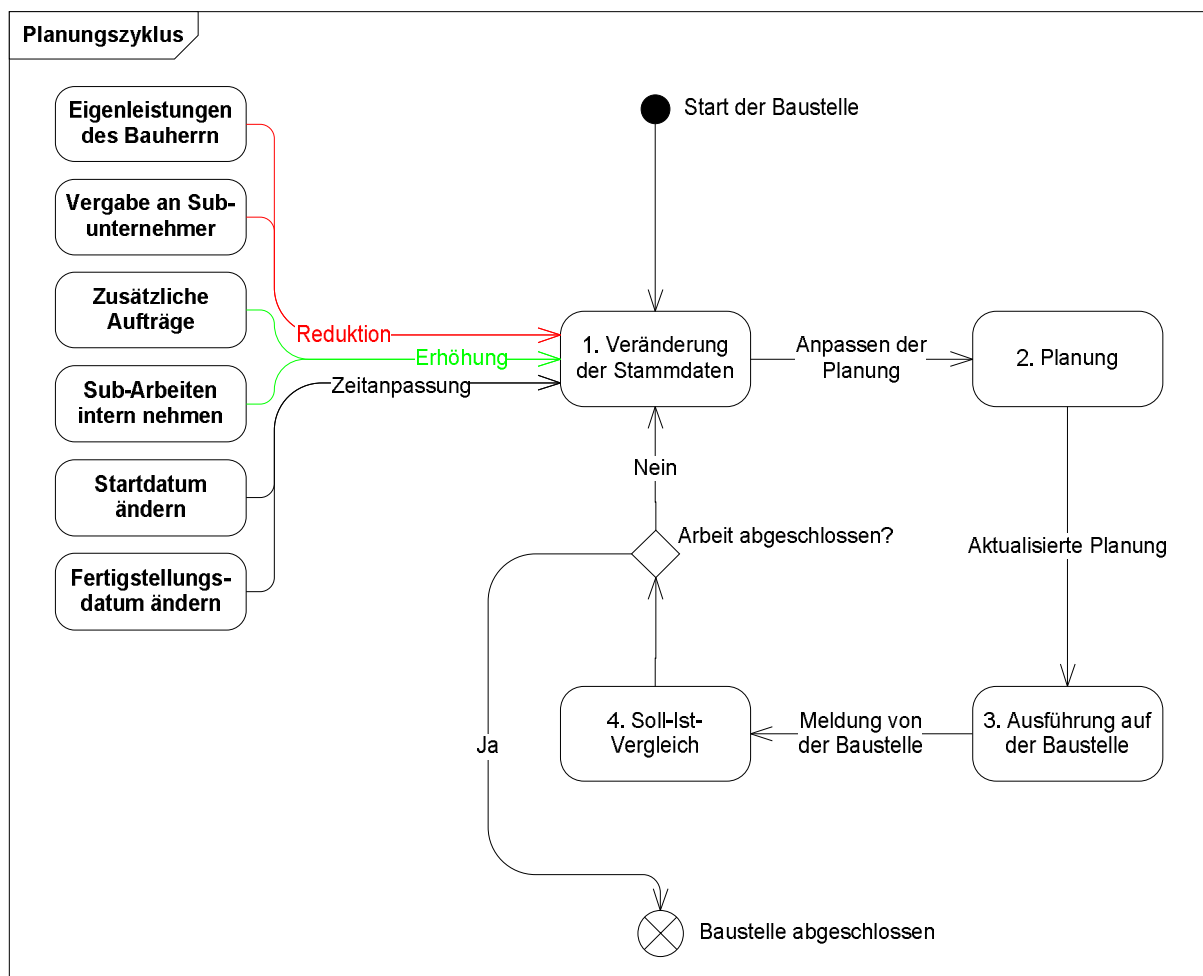 Planungszyklus
Eigenleistungen
des Bauherrn
Vergabe an Sub-
unternehmer
Zusätzliche
Aufträge
Sub-Arbeiten
intern nehmen
Startdatum
ändern
Fertigstellungs-
datum ändern
Reduktion
Erhöhung
Zeitanpassung
Start der Baustelle
1. Veränderung
der Stammdaten
Anpassen der
Planung
2. Planung
Aktualisierte Planung
3. Ausführung auf
der Baustelle
Meldung von
der Baustelle
4. Soll-Ist-
Vergleich
Arbeit abgeschlossen?
Nein
Ja
Baustelle abgeschlossen